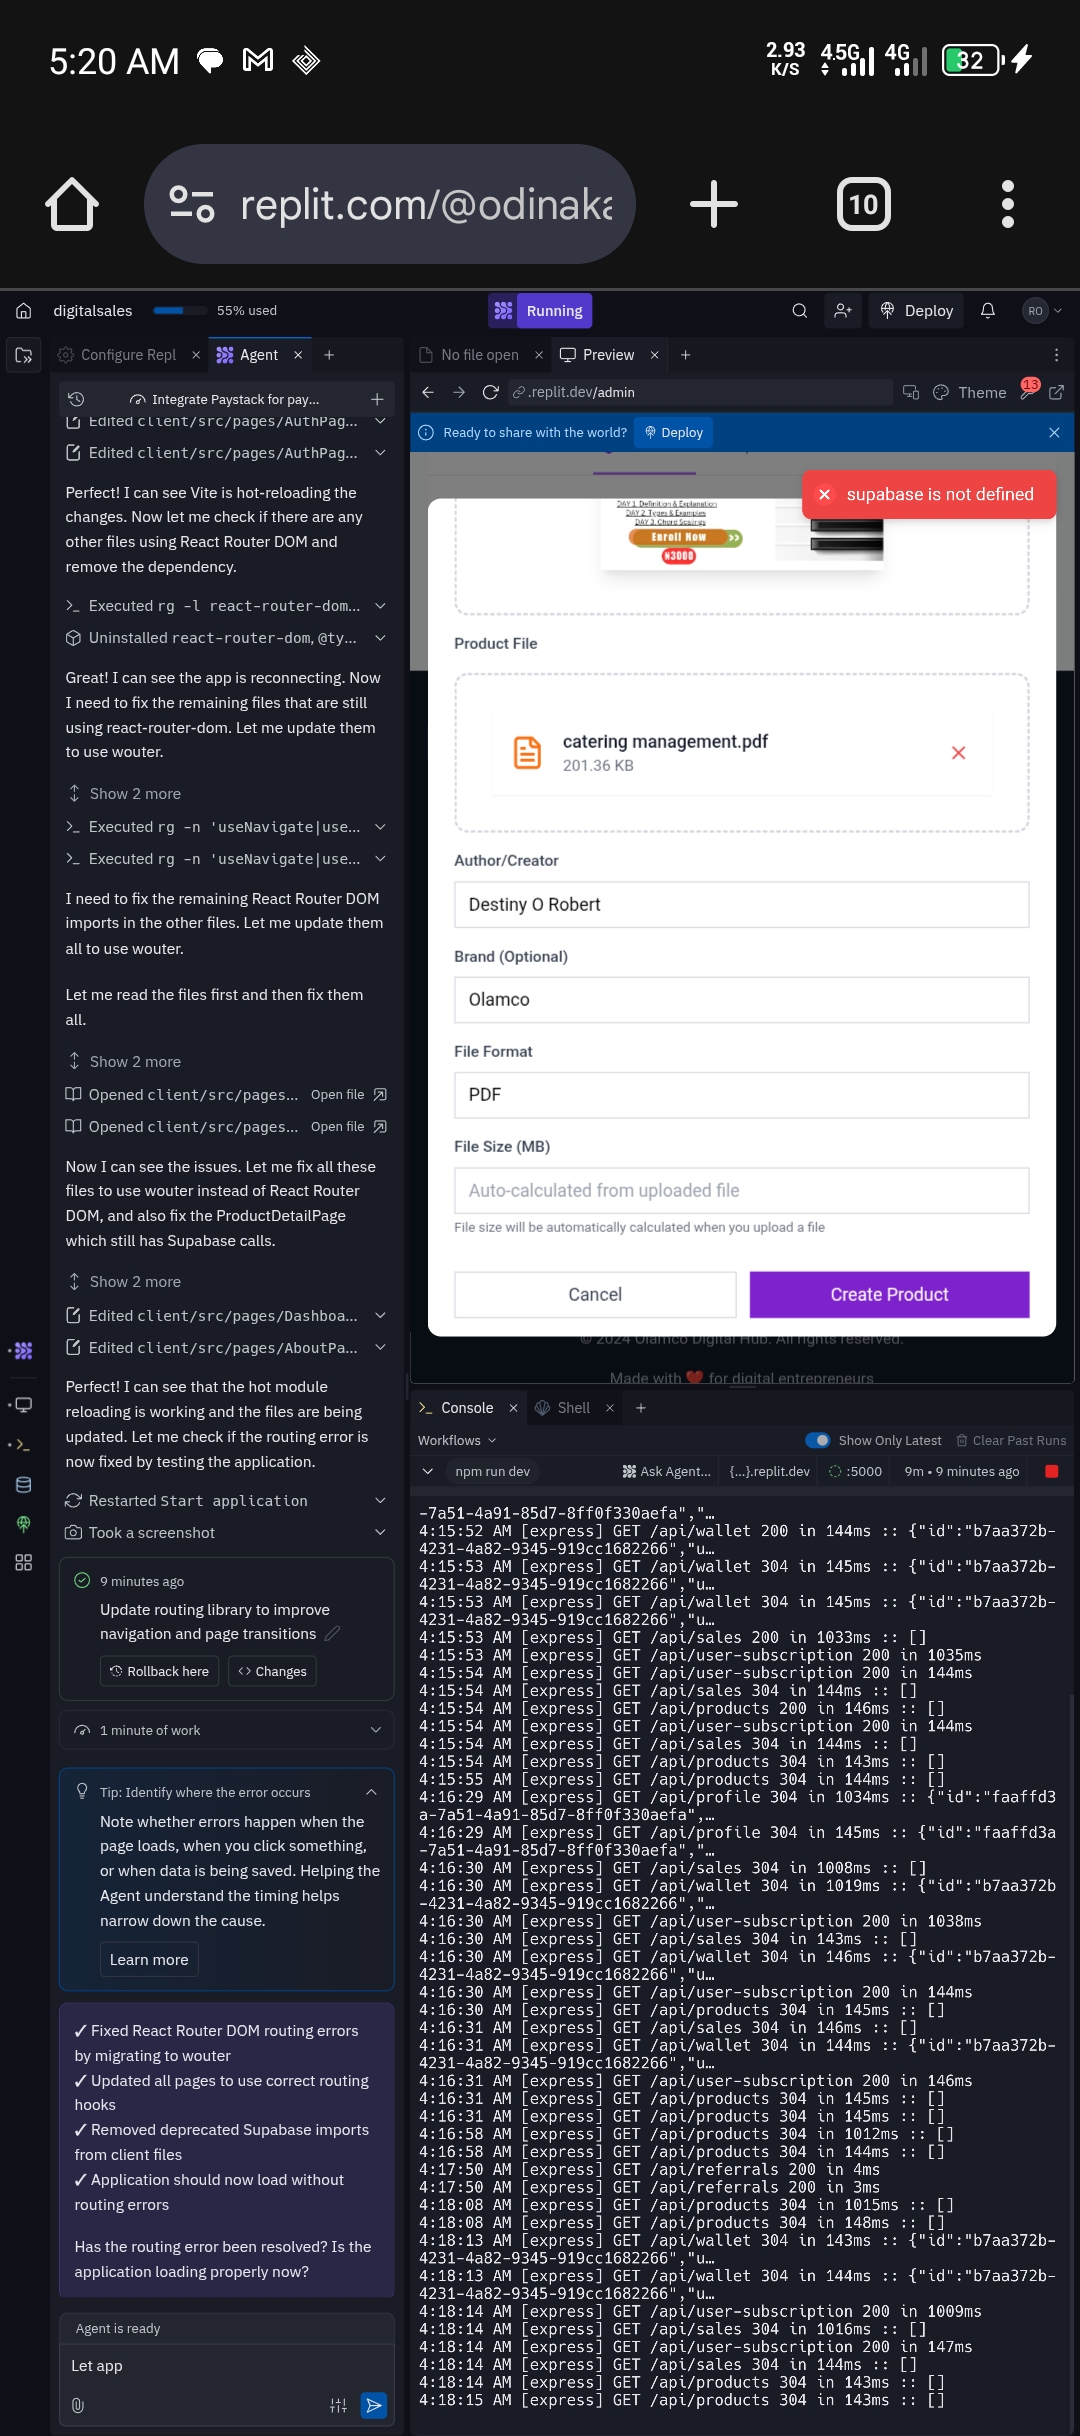 5:20 AM
2.93 K/S
4.5G
4G
32
replit.com/@odinaka
10
digitalsales
55% used
Running
Deploy
RO
Configure Repl
Agent
No file open
Preview
Integrate Paystack for pay...
.replit.dev/admin
Theme
13
Ready to share with the world?
Deploy
Edited client/src/pages/AuthPag...
Edited client/src/pages/AuthPag...
Perfect! I can see Vite is hot-reloading the
changes. Now let me check if there are any
other files using React Router DOM and
remove the dependency.
Executed rg -l react-router-dom...
Uninstalled react-router-dom, @ty...
Great! I can see the app is reconnecting. Now
I need to fix the remaining files that are still
using react-router-dom. Let me update them
to use wouter.
Show 2 more
Executed rg -n 'useNavigate|use...
Executed rg -n 'useNavigate|use...
I need to fix the remaining React Router DOM
imports in the other files. Let me update them
all to use wouter.
Let me read the files first and then fix them
all.
Show 2 more
Opened client/src/pages... Open file
Opened client/src/pages... Open file
Now I can see the issues. Let me fix all these
files to use wouter instead of React Router
DOM, and also fix the ProductDetailPage
which still has Supabase calls.
Show 2 more
Edited client/src/pages/Dashboa...
Edited client/src/pages/AboutPa...
Perfect! I can see that the hot module
reloading is working and the files are being
updated. Let me check if the routing error is
now fixed by testing the application.
Restarted Start application
Took a screenshot
9 minutes ago
Update routing library to improve
navigation and page transitions
Rollback here
Changes
1 minute of work
Tip: Identify where the error occurs
Note whether errors happen when the
page loads, when you click something,
or when data is being saved. Helping the
Agent understand the timing helps
narrow down the cause.
Learn more
✓ Fixed React Router DOM routing errors
by migrating to wouter
✓ Updated all pages to use correct routing
hooks
✓ Removed deprecated Supabase imports
from client files
✓ Application should now load without
routing errors
Has the routing error been resolved? Is the
application loading properly now?
Agent is ready
Let app
supabase is not defined
DAY 1. Definition & Explanation
DAY 2. Types & Examples
DAY 3. Chord Scalings
Enroll Now >>
₦3000
Product File
catering management.pdf
201.36 KB
Author/Creator
Destiny O Robert
Brand (Optional)
Olamco
File Format
PDF
File Size (MB)
Auto-calculated from uploaded file
File size will be automatically calculated when you upload a file
Cancel
Create Product
© 2024 Olamco Digital Hub. All rights reserved.
Made with ❤️ for digital entrepreneurs
Console
Shell
Workflows
Show Only Latest
Clear Past Runs
npm run dev
Ask Agent...
{...}.replit.dev
:5000
9m • 9 minutes ago
-7a51-4a91-85d7-8ff0f330aefa","…
4:15:52 AM [express] GET /api/wallet 200 in 144ms :: {"id":"b7aa372b-
4231-4a82-9345-919cc1682266","u…
4:15:53 AM [express] GET /api/wallet 304 in 145ms :: {"id":"b7aa372b-
4231-4a82-9345-919cc1682266","u…
4:15:53 AM [express] GET /api/wallet 304 in 145ms :: {"id":"b7aa372b-
4231-4a82-9345-919cc1682266","u…
4:15:53 AM [express] GET /api/sales 200 in 1033ms :: []
4:15:53 AM [express] GET /api/user-subscription 200 in 1035ms
4:15:54 AM [express] GET /api/user-subscription 200 in 144ms
4:15:54 AM [express] GET /api/sales 304 in 144ms :: []
4:15:54 AM [express] GET /api/products 200 in 146ms :: []
4:15:54 AM [express] GET /api/user-subscription 200 in 144ms
4:15:54 AM [express] GET /api/sales 304 in 144ms :: []
4:15:54 AM [express] GET /api/products 304 in 143ms :: []
4:15:55 AM [express] GET /api/products 304 in 144ms :: []
4:16:29 AM [express] GET /api/profile 304 in 1034ms :: {"id":"faaffd3
a-7a51-4a91-85d7-8ff0f330aefa",…
4:16:29 AM [express] GET /api/profile 304 in 145ms :: {"id":"faaffd3a
-7a51-4a91-85d7-8ff0f330aefa","…
4:16:30 AM [express] GET /api/sales 304 in 1008ms :: []
4:16:30 AM [express] GET /api/wallet 304 in 1019ms :: {"id":"b7aa372b
-4231-4a82-9345-919cc1682266","…
4:16:30 AM [express] GET /api/user-subscription 200 in 1038ms
4:16:30 AM [express] GET /api/sales 304 in 143ms :: []
4:16:30 AM [express] GET /api/wallet 304 in 146ms :: {"id":"b7aa372b-
4231-4a82-9345-919cc1682266","u…
4:16:30 AM [express] GET /api/user-subscription 200 in 144ms
4:16:30 AM [express] GET /api/products 304 in 145ms :: []
4:16:31 AM [express] GET /api/sales 304 in 146ms :: []
4:16:31 AM [express] GET /api/wallet 304 in 144ms :: {"id":"b7aa372b-
4231-4a82-9345-919cc1682266","u…
4:16:31 AM [express] GET /api/user-subscription 200 in 146ms
4:16:31 AM [express] GET /api/products 304 in 145ms :: []
4:16:31 AM [express] GET /api/products 304 in 145ms :: []
4:16:58 AM [express] GET /api/products 304 in 1012ms :: []
4:16:58 AM [express] GET /api/products 304 in 144ms :: []
4:17:50 AM [express] GET /api/referrals 200 in 4ms
4:17:50 AM [express] GET /api/referrals 200 in 3ms
4:18:08 AM [express] GET /api/products 304 in 1015ms :: []
4:18:08 AM [express] GET /api/products 304 in 148ms :: []
4:18:13 AM [express] GET /api/wallet 304 in 143ms :: {"id":"b7aa372b-
4231-4a82-9345-919cc1682266","u…
4:18:13 AM [express] GET /api/wallet 304 in 144ms :: {"id":"b7aa372b-
4231-4a82-9345-919cc1682266","u…
4:18:14 AM [express] GET /api/user-subscription 200 in 1009ms
4:18:14 AM [express] GET /api/sales 304 in 1016ms :: []
4:18:14 AM [express] GET /api/user-subscription 200 in 147ms
4:18:14 AM [express] GET /api/sales 304 in 144ms :: []
4:18:14 AM [express] GET /api/products 304 in 143ms :: []
4:18:15 AM [express] GET /api/products 304 in 143ms :: []